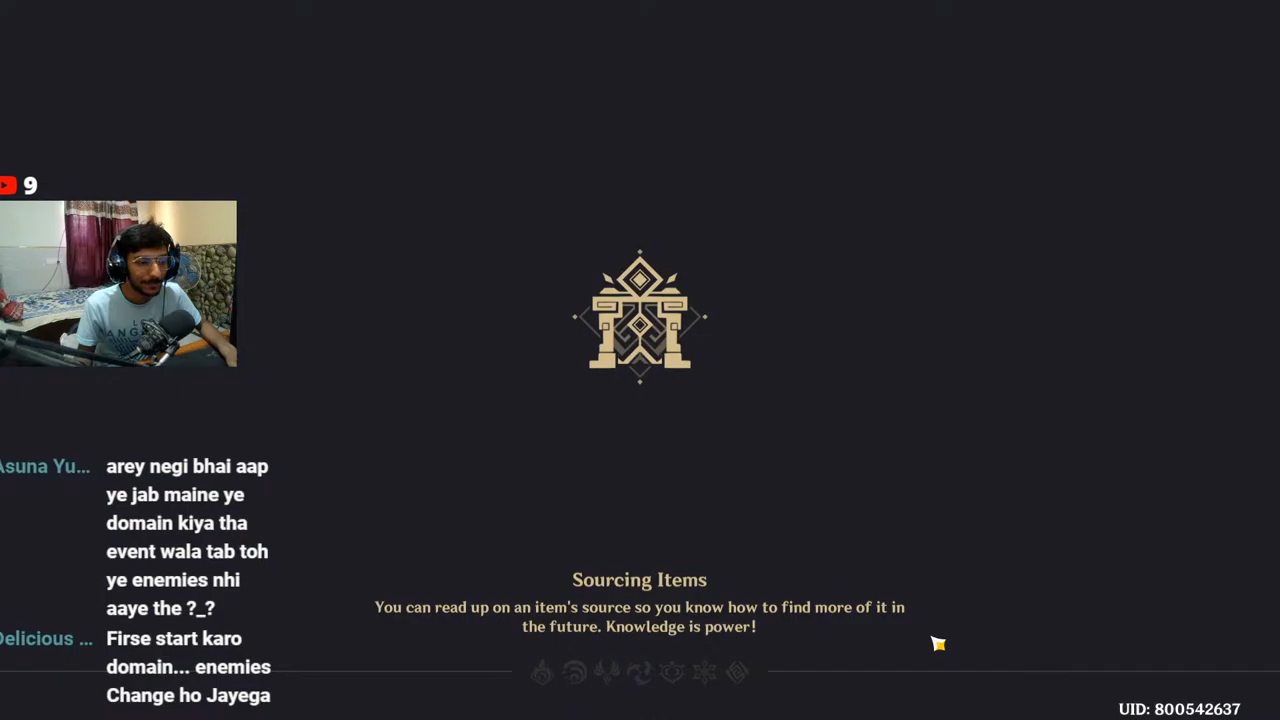 9
Asuna Yu... arey negi bhai aap
ye jab maine ye
domain kiya tha
event wala tab toh
ye enemies nhi
aaye the ?_?
Delicious ... Firse start karo
domain... enemies
Change ho Jayega
Sourcing Items
You can read up on an item's source so you know how to find more of it in
the future. Knowledge is power!
UID: 800542637